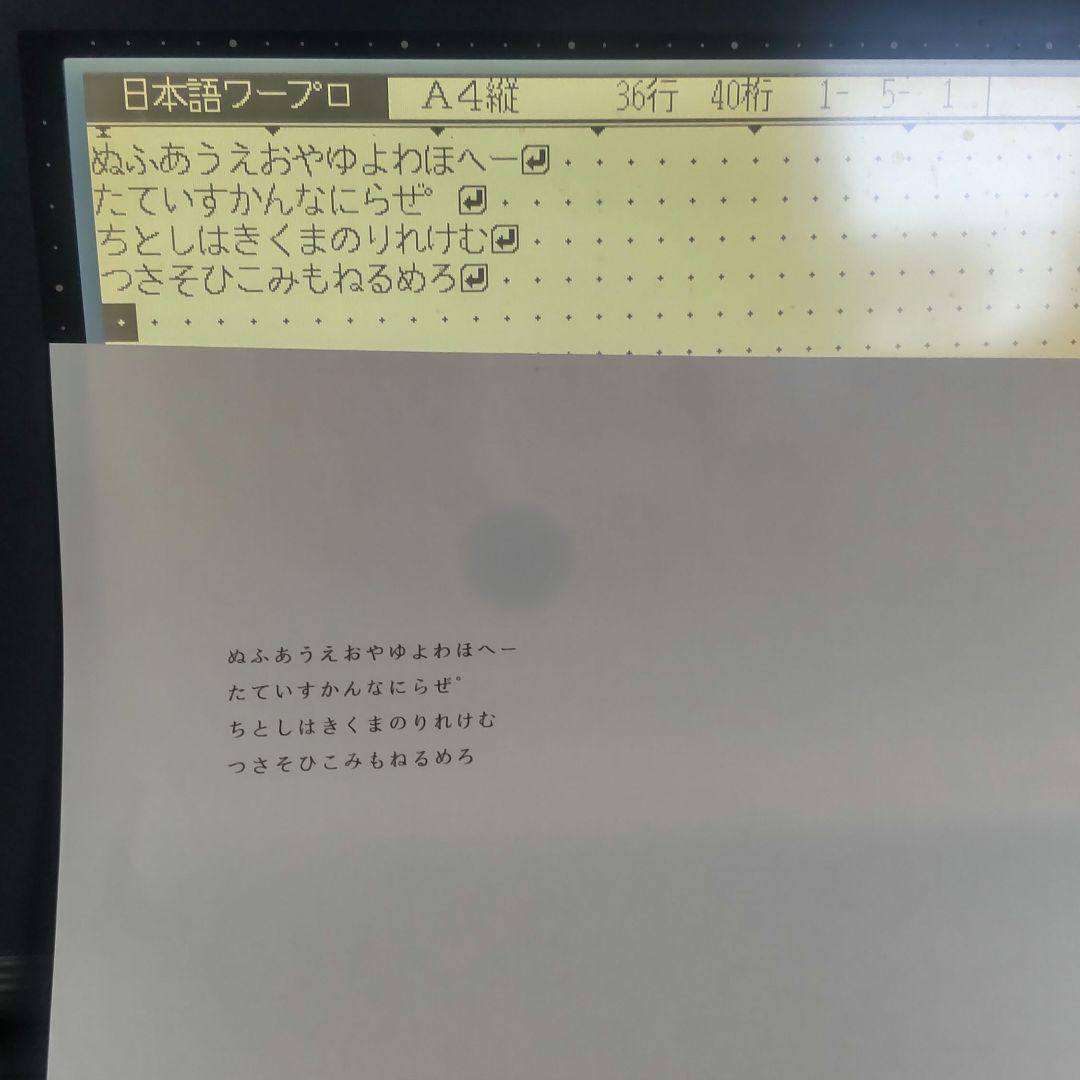 日本語ワープロ A4縦 36行 40桁 1- 5- 1
ぬふあうえおやゆよわほへー
たていすかんなにらぜ゜
ちとしはきくまのりれけむ
つさそひこみもねるめろ
ぬふあうえおやゆよわほへー
たていすかんなにらぜ゜
ちとしはきくまのりれけむ
つさそひこみもねるめろ